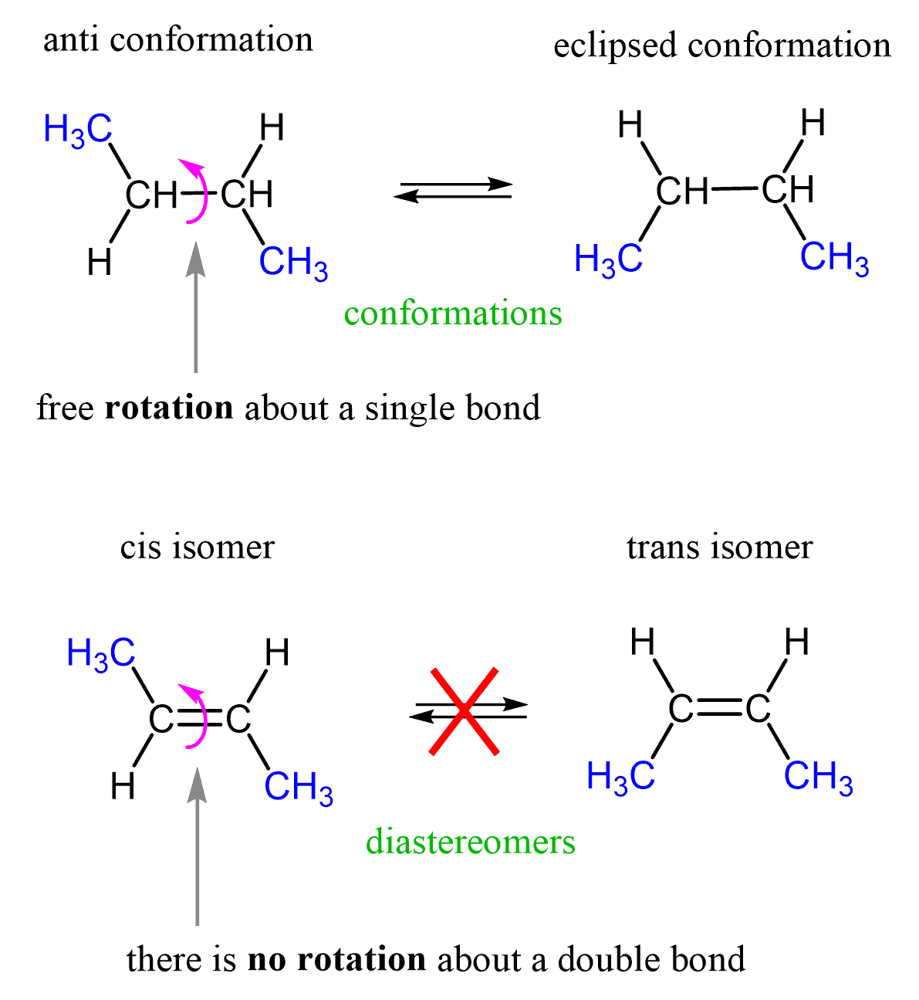 anti conformation
eclipsed conformation
H₃C
H
CH
CH
H
CH₃
H
H
CH
CH
H₃C
CH₃
conformations
free rotation about a single bond
cis isomer
trans isomer
H₃C
H
C
C
H
CH₃
H
H
C
C
H₃C
CH₃
diastereomers
there is no rotation about a double bond